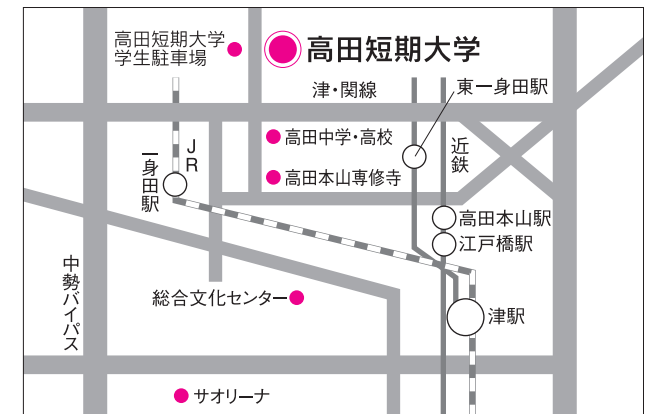 高田短期大学
学生駐車場
高田短期大学
津・関線
東一身田駅
高田中学・高校
JR
近鉄
高田本山専修寺
一身田駅
高田本山駅
江戸橋駅
中勢バイパス
総合文化センター
津駅
サオリーナ